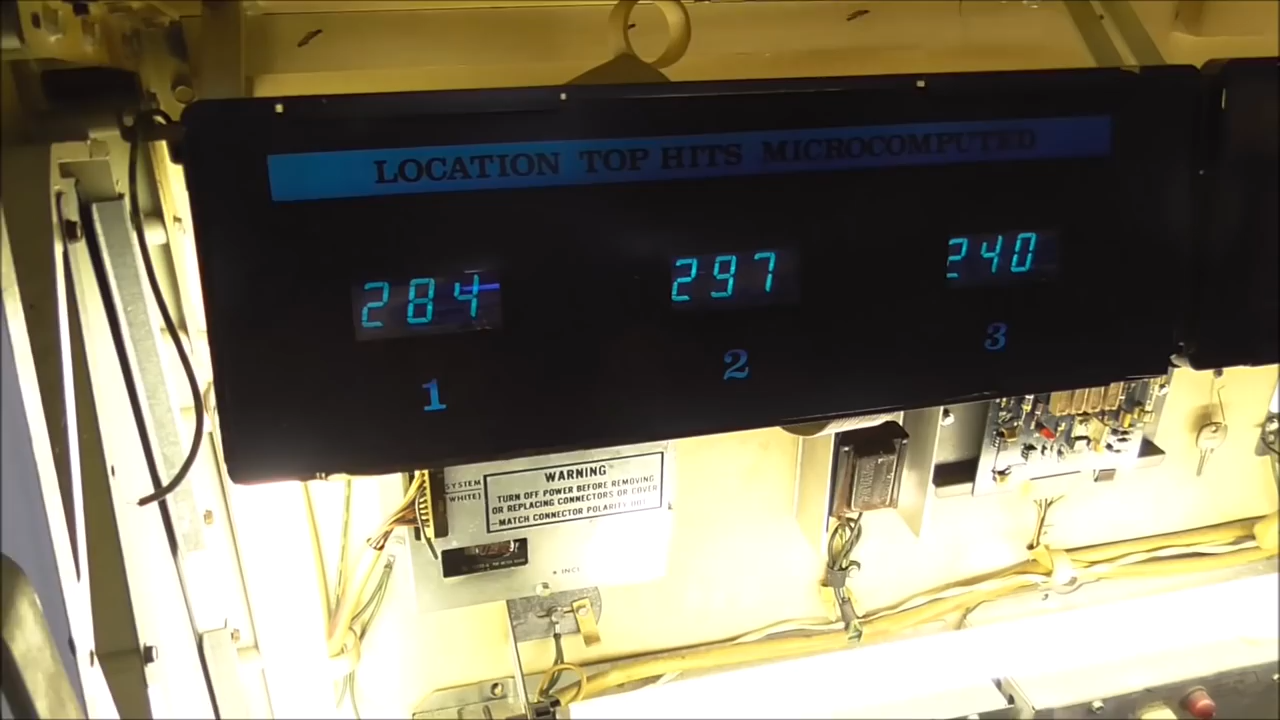 LOCATION TOP HITS MICROCOMPUTED
284 297 240
1 2 3
SYSTEM
WHITE)
WARNING
TURN OFF POWER BEFORE REMOVING
OR REPLACING CONNECTORS OR COVER
-MATCH CONNECTOR POLARITY